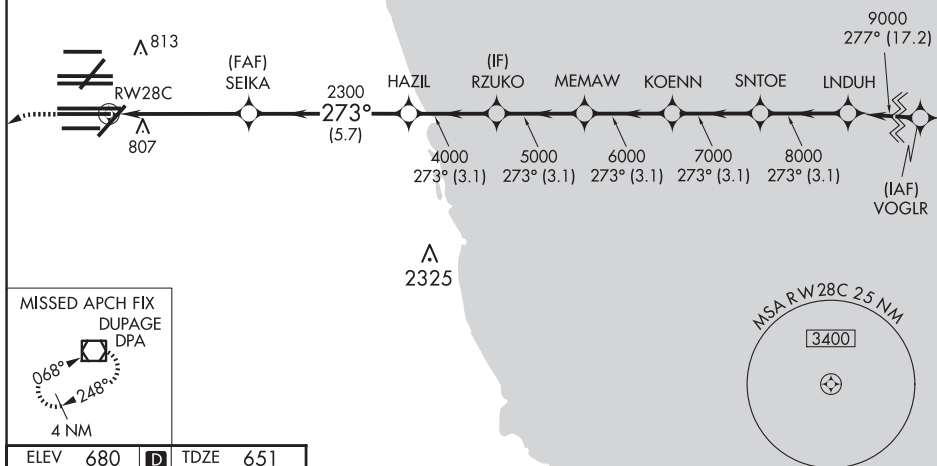 9000
277° (17.2)
813
(FAF)
SEIKA
HAZIL
(IF)
RZUKO
MEMAW
KOENN
SNTOE
LNDUH
RW28C
2300
273°
(5.7)
807
4000
273° (3.1)
5000
273° (3.1)
6000
273° (3.1)
7000
273° (3.1)
8000
273° (3.1)
(IAF)
VOGLR
2325
MISSED APCH FIX
DUPAGE
DPA
068°
248°
4 NM
MSA RW28C 25 NM
3400
ELEV 680 D TDZE 651